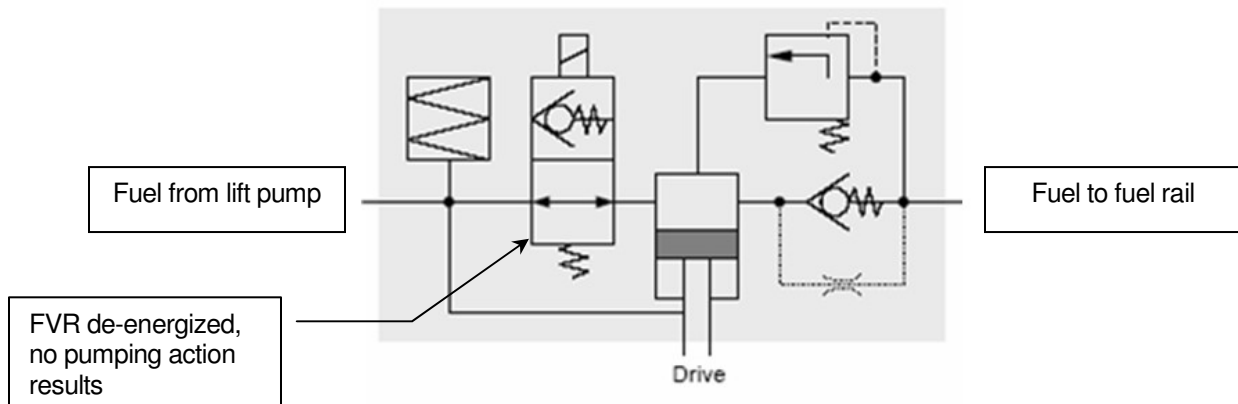 Fuel from lift pump
Fuel to fuel rail
FVR de-energized,
no pumping action
results
Drive